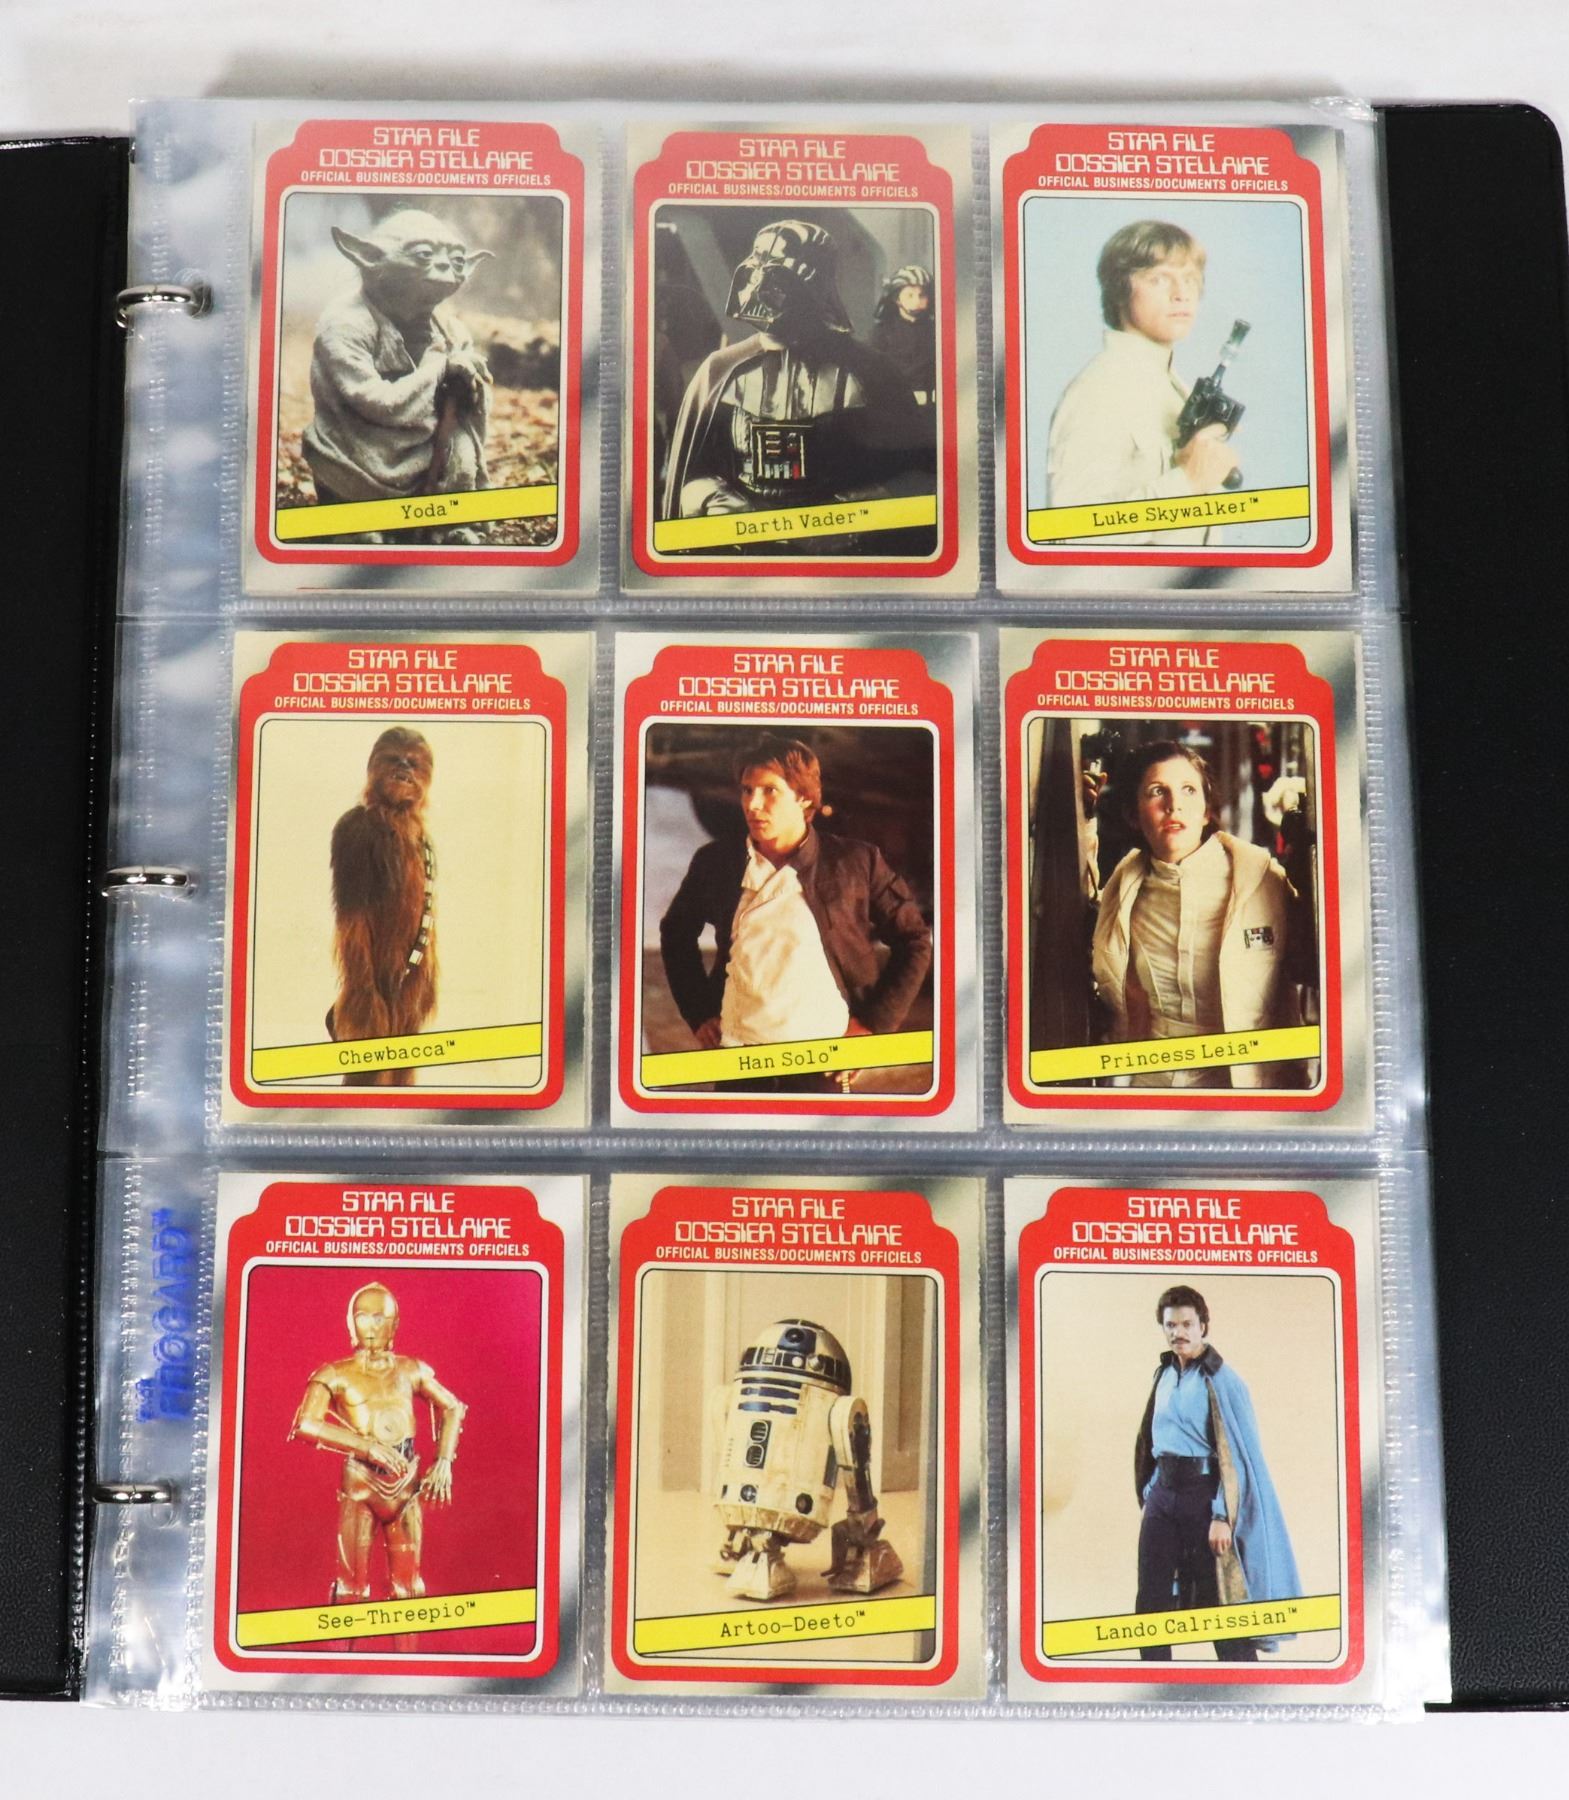 STAR FILE
DOSSIER STELLAIRE
OFFICIAL BUSINESS/DOCUMENTS OFFICIELS
Yoda™
STAR FILE
DOSSIER STELLAIRE
OFFICIAL BUSINESS/DOCUMENTS OFFICIELS
Darth Vader™
STAR FILE
DOSSIER STELLAIRE
OFFICIAL BUSINESS/DOCUMENTS OFFICIELS
Luke Skywalker™
STAR FILE
DOSSIER STELLAIRE
OFFICIAL BUSINESS/DOCUMENTS OFFICIELS
Chewbacca™
STAR FILE
DOSSIER STELLAIRE
OFFICIAL BUSINESS/DOCUMENTS OFFICIELS
Han Solo™
STAR FILE
DOSSIER STELLAIRE
OFFICIAL BUSINESS/DOCUMENTS OFFICIELS
Princess Leia™
STAR FILE
DOSSIER STELLAIRE
OFFICIAL BUSINESS/DOCUMENTS OFFICIELS
See-Threepio™
STAR FILE
DOSSIER STELLAIRE
OFFICIAL BUSINESS/DOCUMENTS OFFICIELS
Artoo-Deeto™
STAR FILE
DOSSIER STELLAIRE
OFFICIAL BUSINESS/DOCUMENTS OFFICIELS
Lando Calrissian™